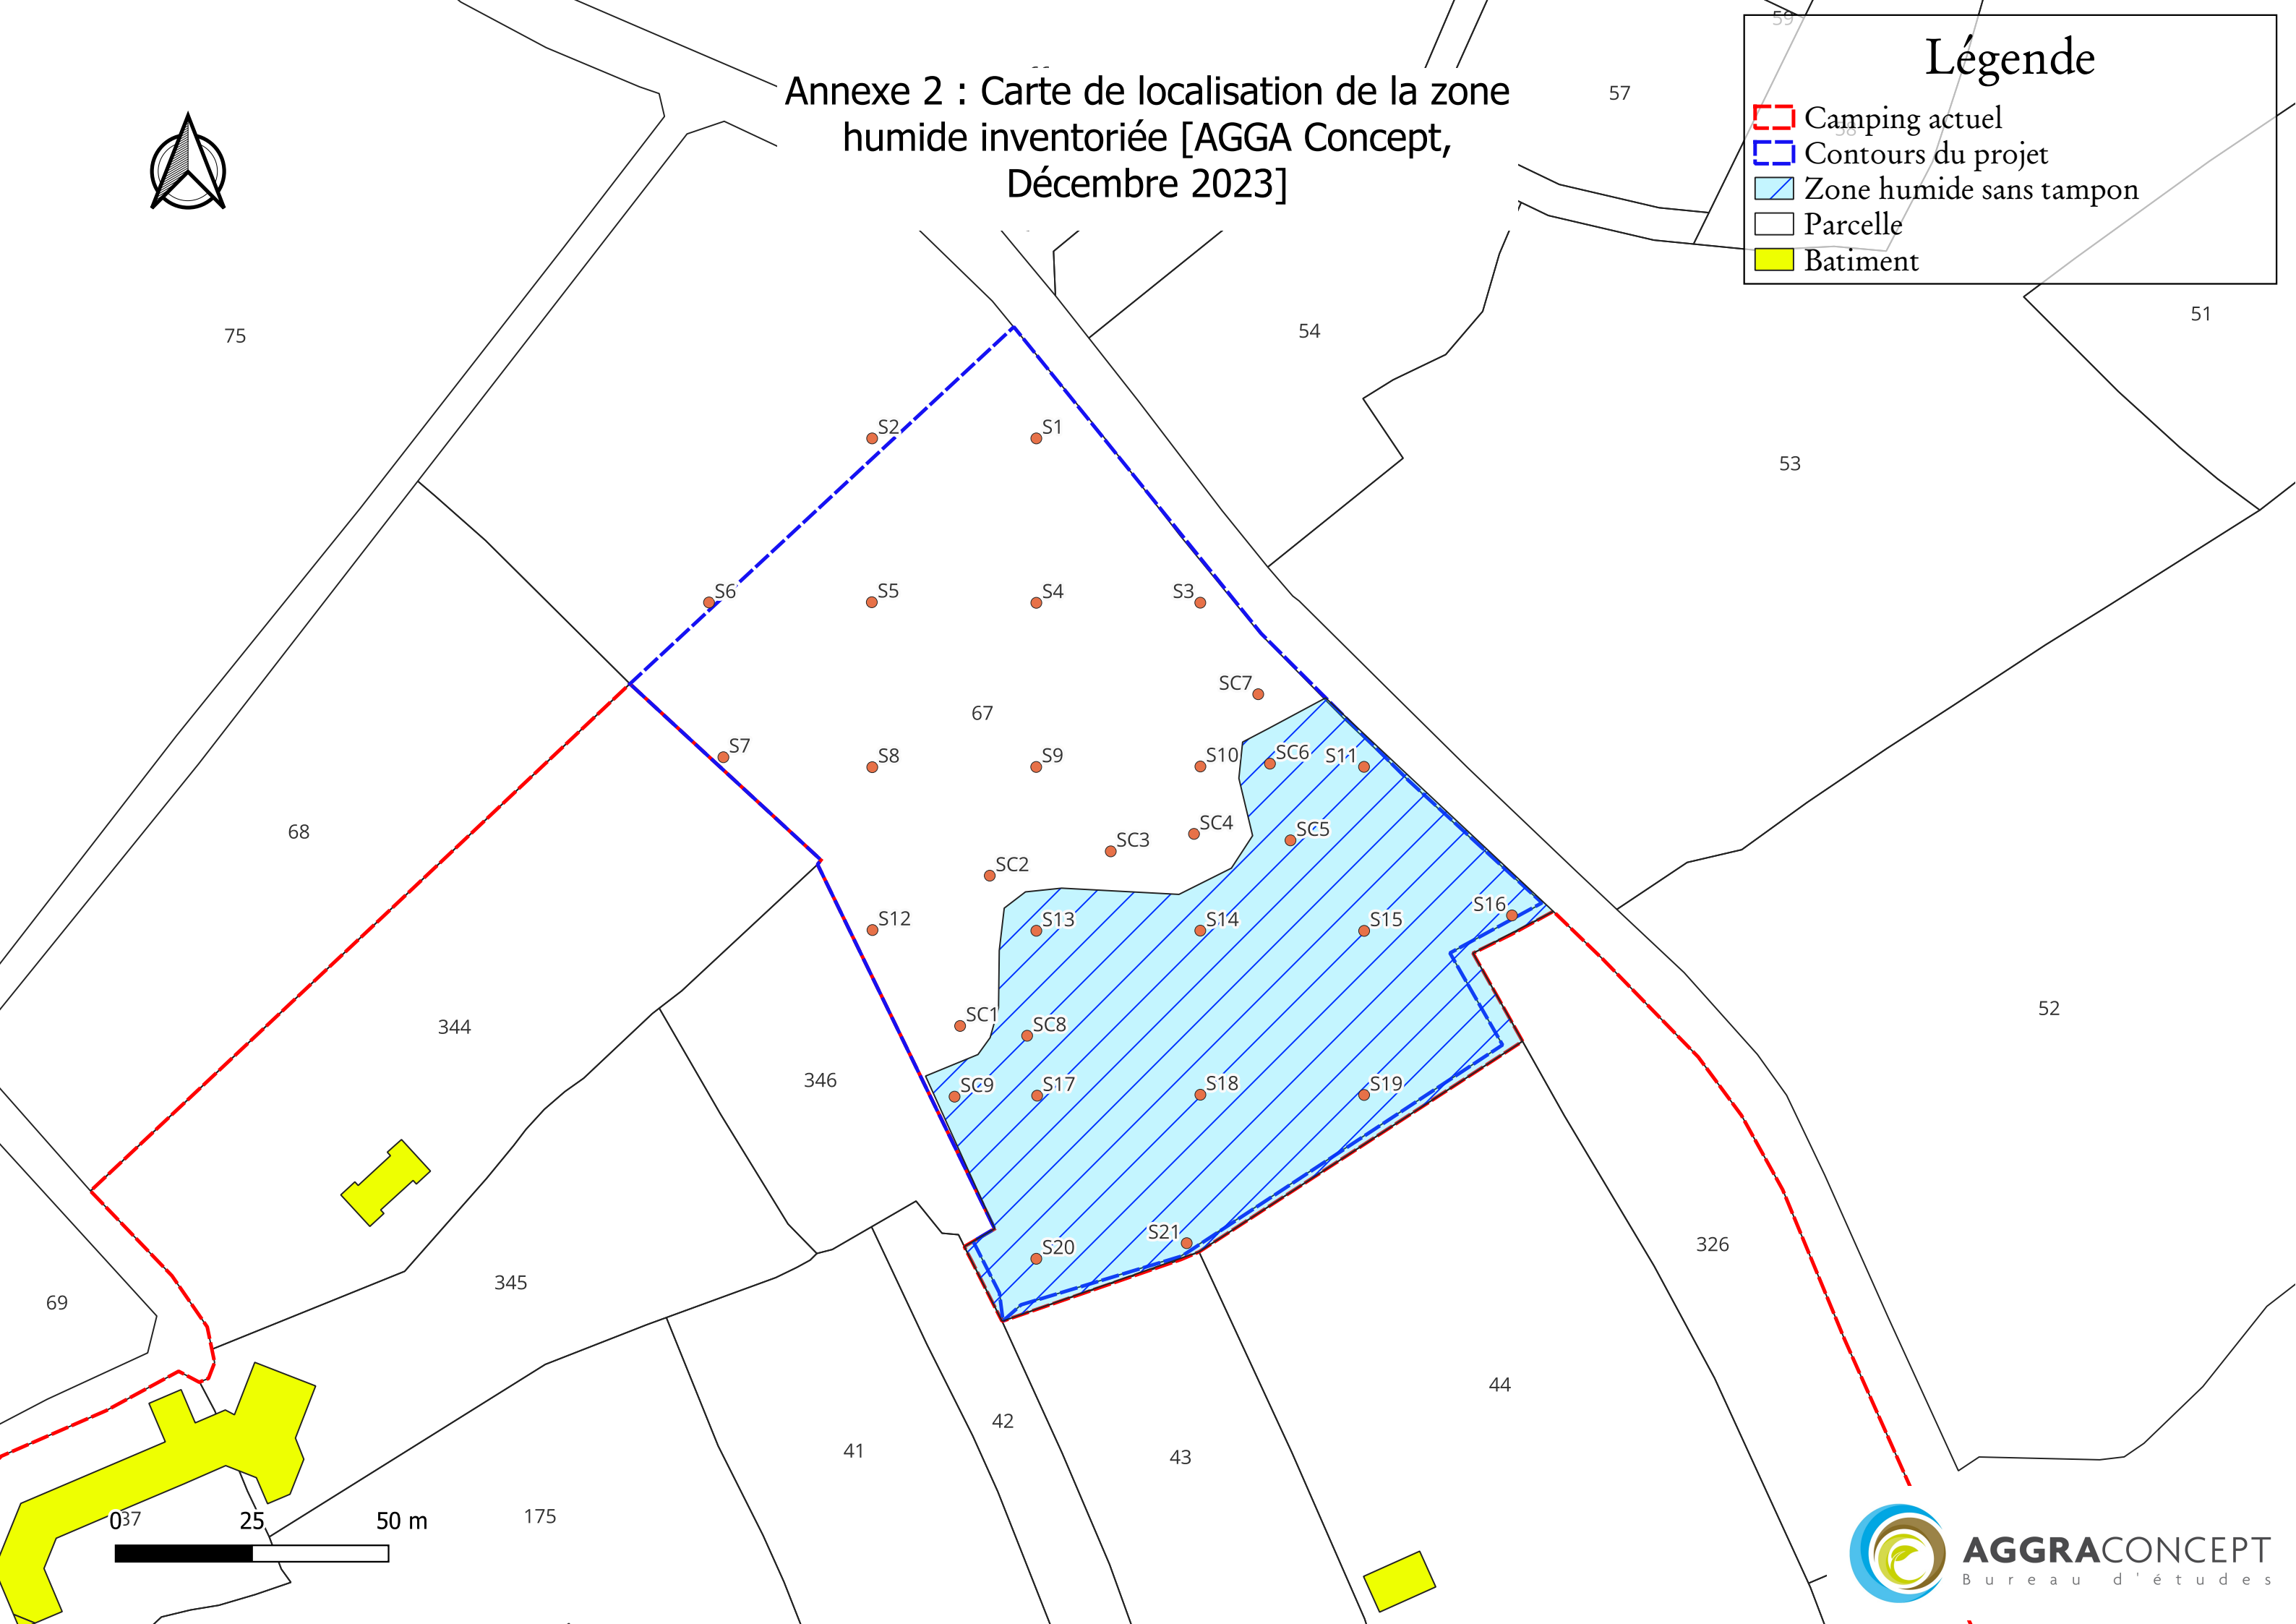 Annexe 2 : Carte de localisation de la zone
humide inventoriée [AGGA Concept,
Décembre 2023]
Légende
Camping actuel
Contours du projet
Zone humide sans tampon
Parcelle
Batiment
59
57
58
51
75
54
53
S2
S1
S6
S5
S4
S3
SC7
67
S7
S8
S9
S10
SC6
S11
68
SC4
SC5
SC3
SC2
S12
S13
S14
S15
S16
344
SC1
SC8
52
346
SC9
S17
S18
S19
S20
S21
326
345
69
44
42
41
43
175
37
0
25
50 m
AGGRACONCEPT
Bureau d'études